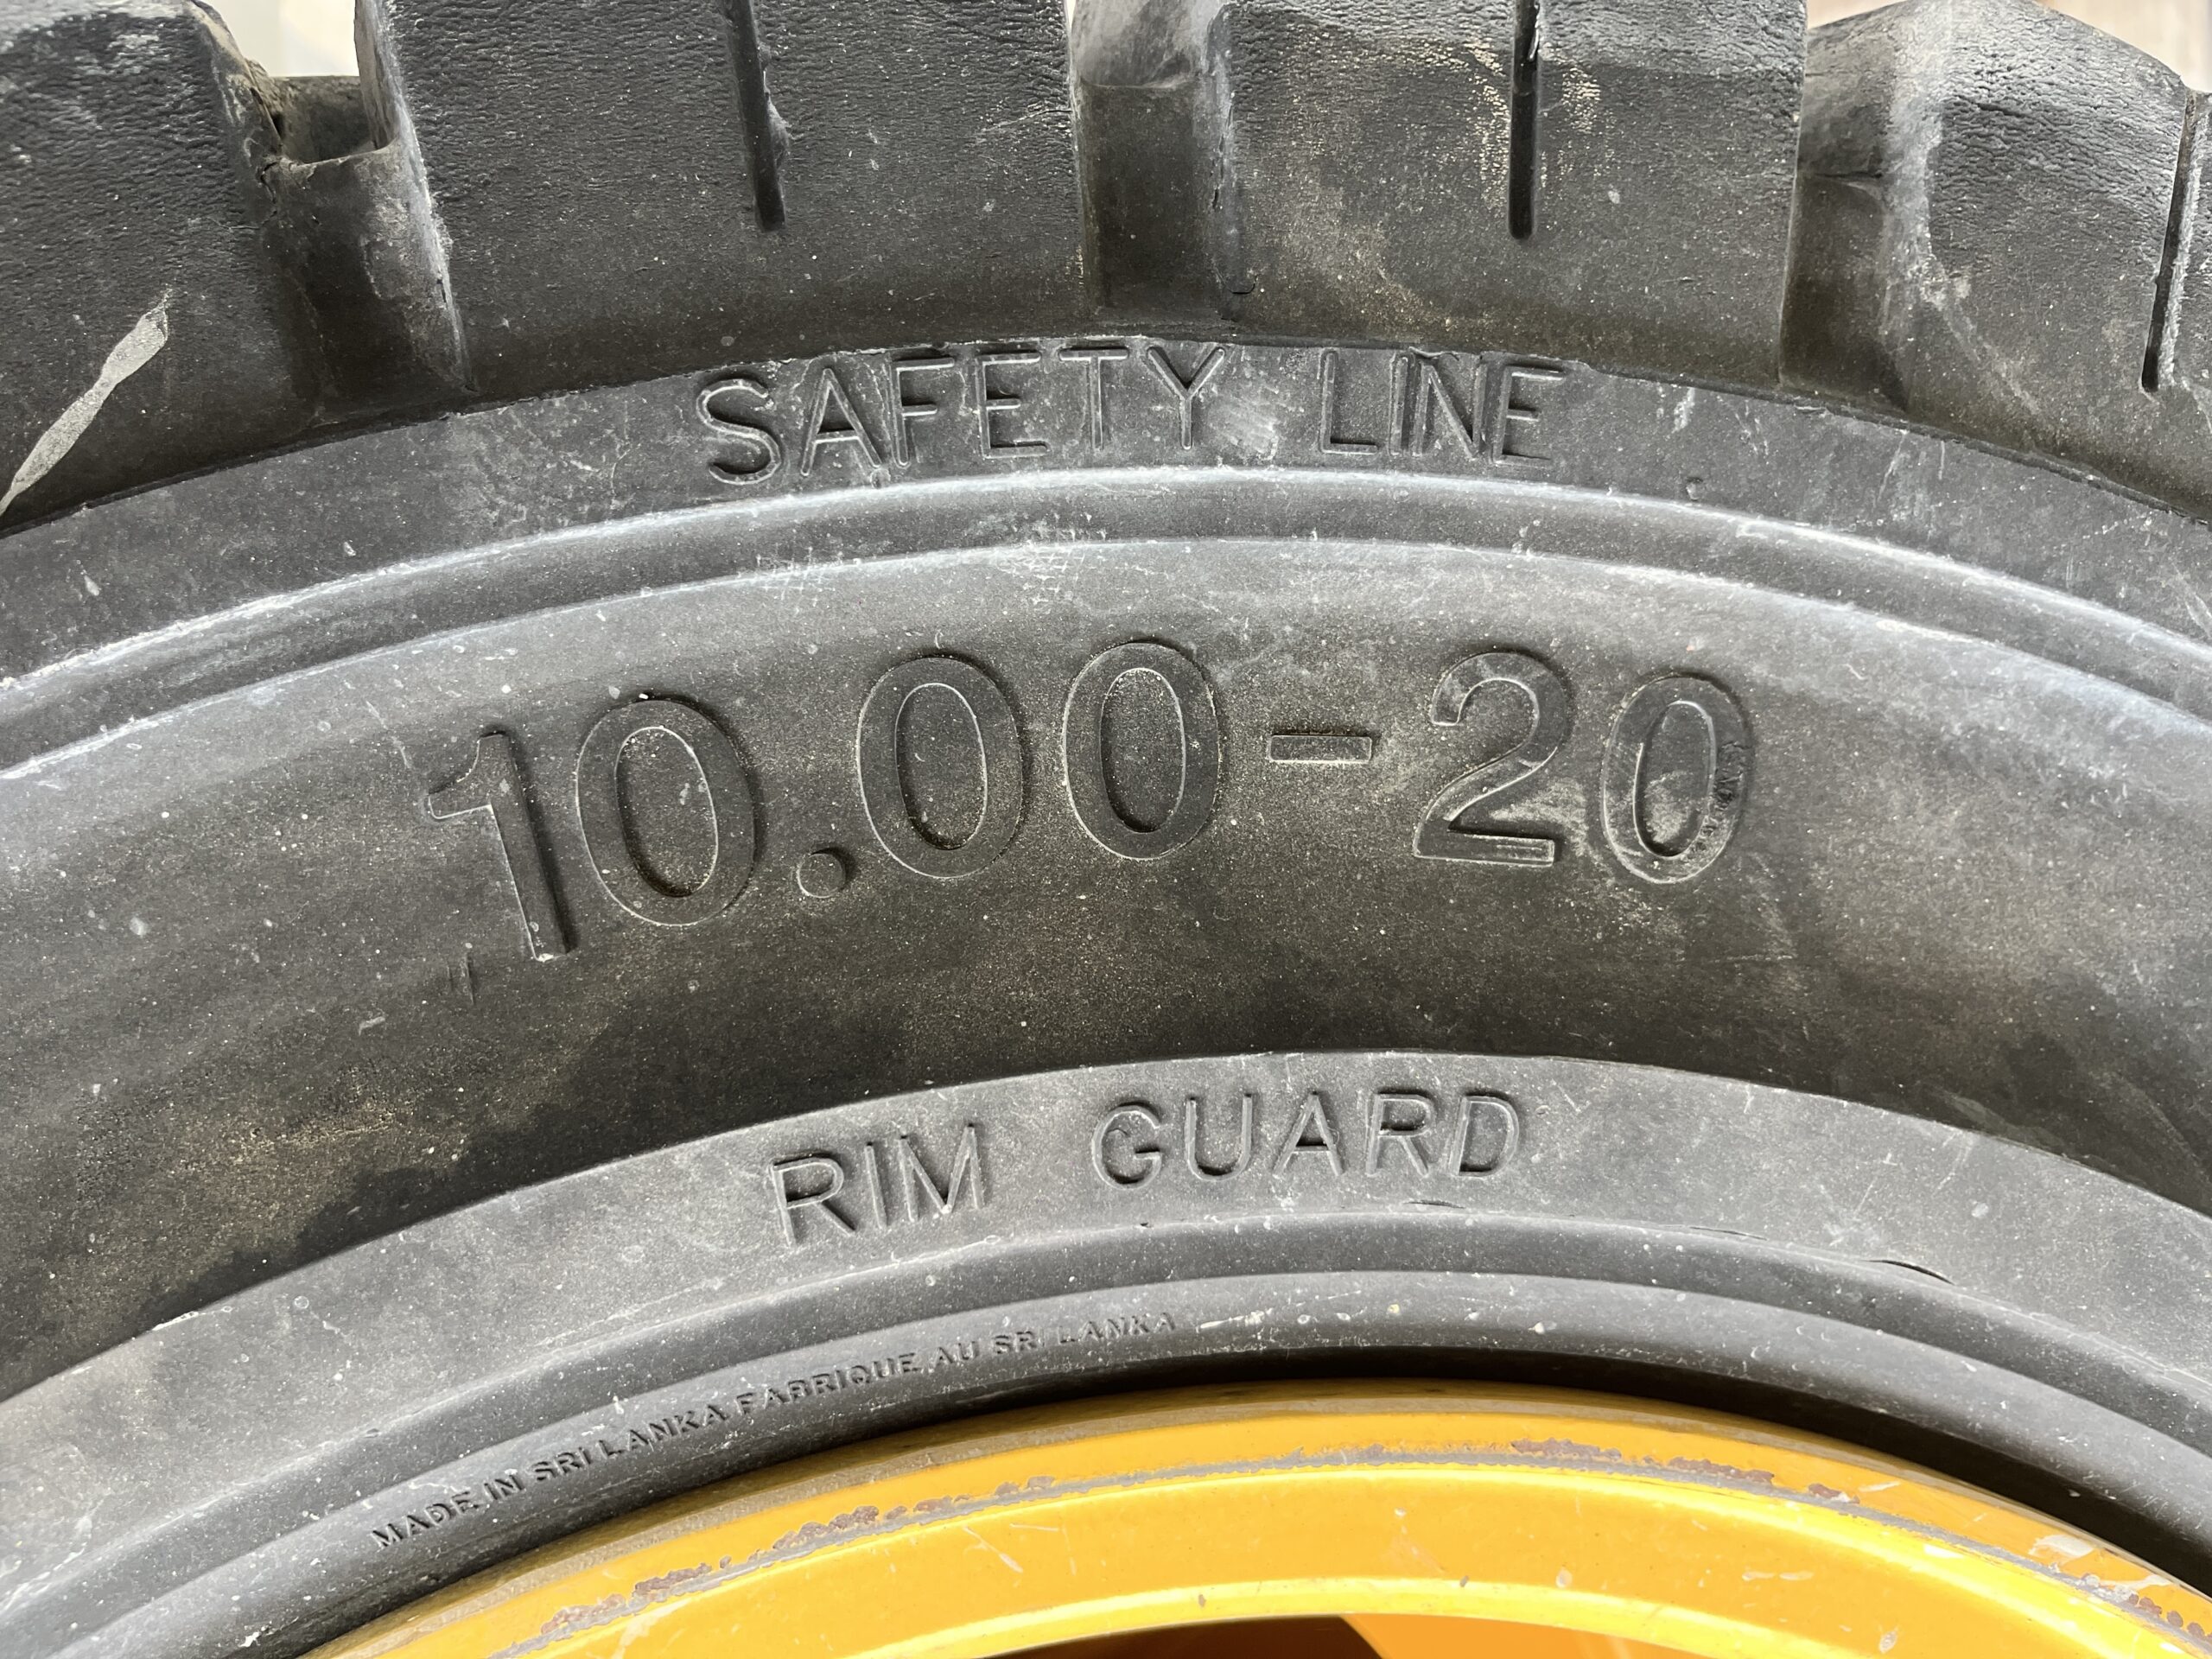 SAFETY LINE
10.00-20
RIM GUARD
MADE IN SRI LANKA FABRIQUE AU SRI LANKA